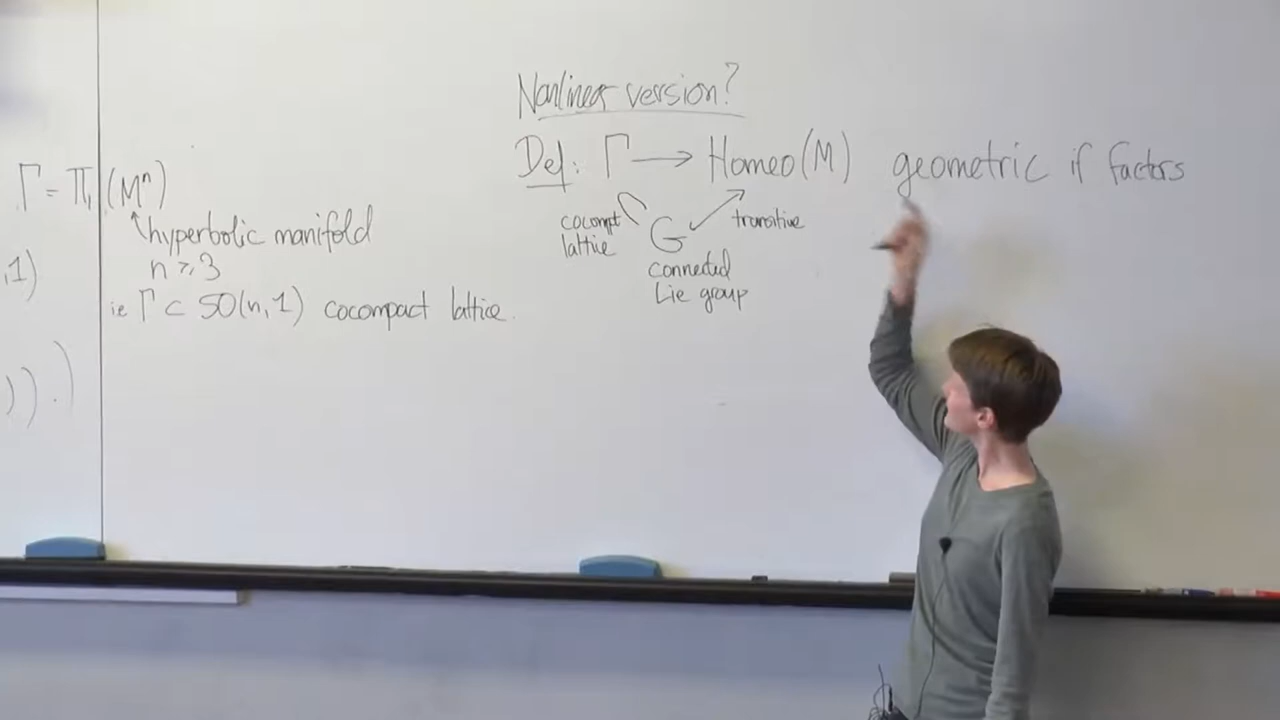 Γ = π₁(Mⁿ)
hyperbolic manifold
n ≥ 3
,1)
ie Γ ⊂ SO(n,1) cocompact lattice.
)).)
Nonlinear version?
Def: Γ → Homeo(M) geometric if factors
cocompt
lattice
G
transitive
connected
Lie group